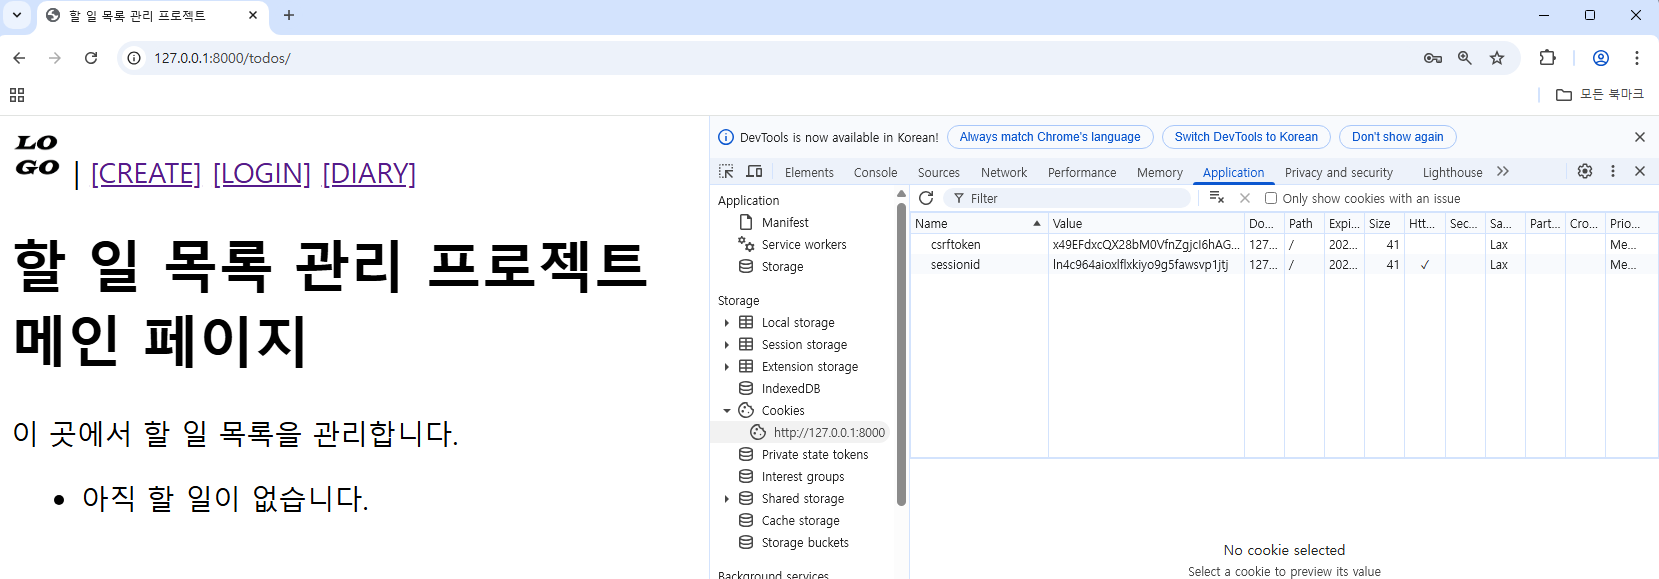 할 일 목록 관리 프로젝트
127.0.0.1:8000/todos/
모든 북마크
LO
GO | [CREATE] [LOGIN] [DIARY]
할 일 목록 관리 프로젝트
메인 페이지
이 곳에서 할 일 목록을 관리합니다.
아직 할 일이 없습니다.
DevTools is now available in Korean! Always match Chrome's language Switch DevTools to Korean Don't show again
Elements Console Sources Network Performance Memory Application Privacy and security Lighthouse
Application
Manifest
Service workers
Storage
Storage
Local storage
Session storage
Extension storage
IndexedDB
Cookies
http://127.0.0.1:8000
Private state tokens
Interest groups
Shared storage
Cache storage
Storage buckets
Background services
Filter Only show cookies with an issue
Name Value Do... Path Expi... Size Htt... Sec... Sa... Part... Cro... Prio...
csrftoken x49EFdxcQX28bM0VfnZgjcI6hAG... 127... / 202... 41 Lax Me...
sessionid ln4c964aioxlflxkiyo9g5fawsvp1jtj 127... / 202... 41 ✓ Lax Me...
No cookie selected
Select a cookie to preview its value